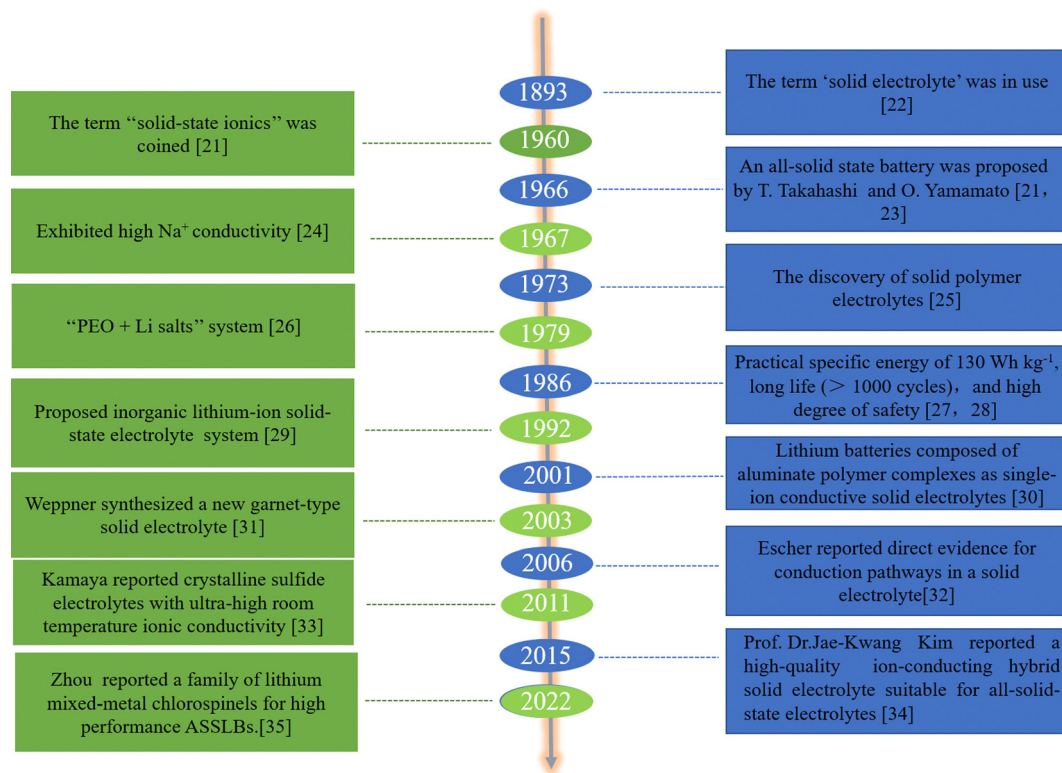 1893
The term ‘solid electrolyte’ was in use
[22]
The term “solid-state ionics” was
coined [21]
1960
1966
An all-solid state battery was proposed
by T. Takahashi and O. Yamamato [21，
23]
Exhibited high Na⁺ conductivity [24]
1967
1973
The discovery of solid polymer
electrolytes [25]
“PEO + Li salts” system [26]
1979
1986
Practical specific energy of 130 Wh kg⁻¹,
long life (＞ 1000 cycles)，and high
degree of safety [27，28]
Proposed inorganic lithium-ion solid-
state electrolyte system [29]
1992
2001
Lithium batteries composed of
aluminate polymer complexes as single-
ion conductive solid electrolytes [30]
Weppner synthesized a new garnet-type
solid electrolyte [31]
2003
2006
Escher reported direct evidence for
conduction pathways in a solid
electrolyte[32]
Kamaya reported crystalline sulfide
electrolytes with ultra-high room
temperature ionic conductivity [33]
2011
2015
Prof. Dr.Jae-Kwang Kim reported a
high-quality ion-conducting hybrid
solid electrolyte suitable for all-solid-
state electrolytes [34]
Zhou reported a family of lithium
mixed-metal chlorospinels for high
performance ASSLBs.[35]
2022